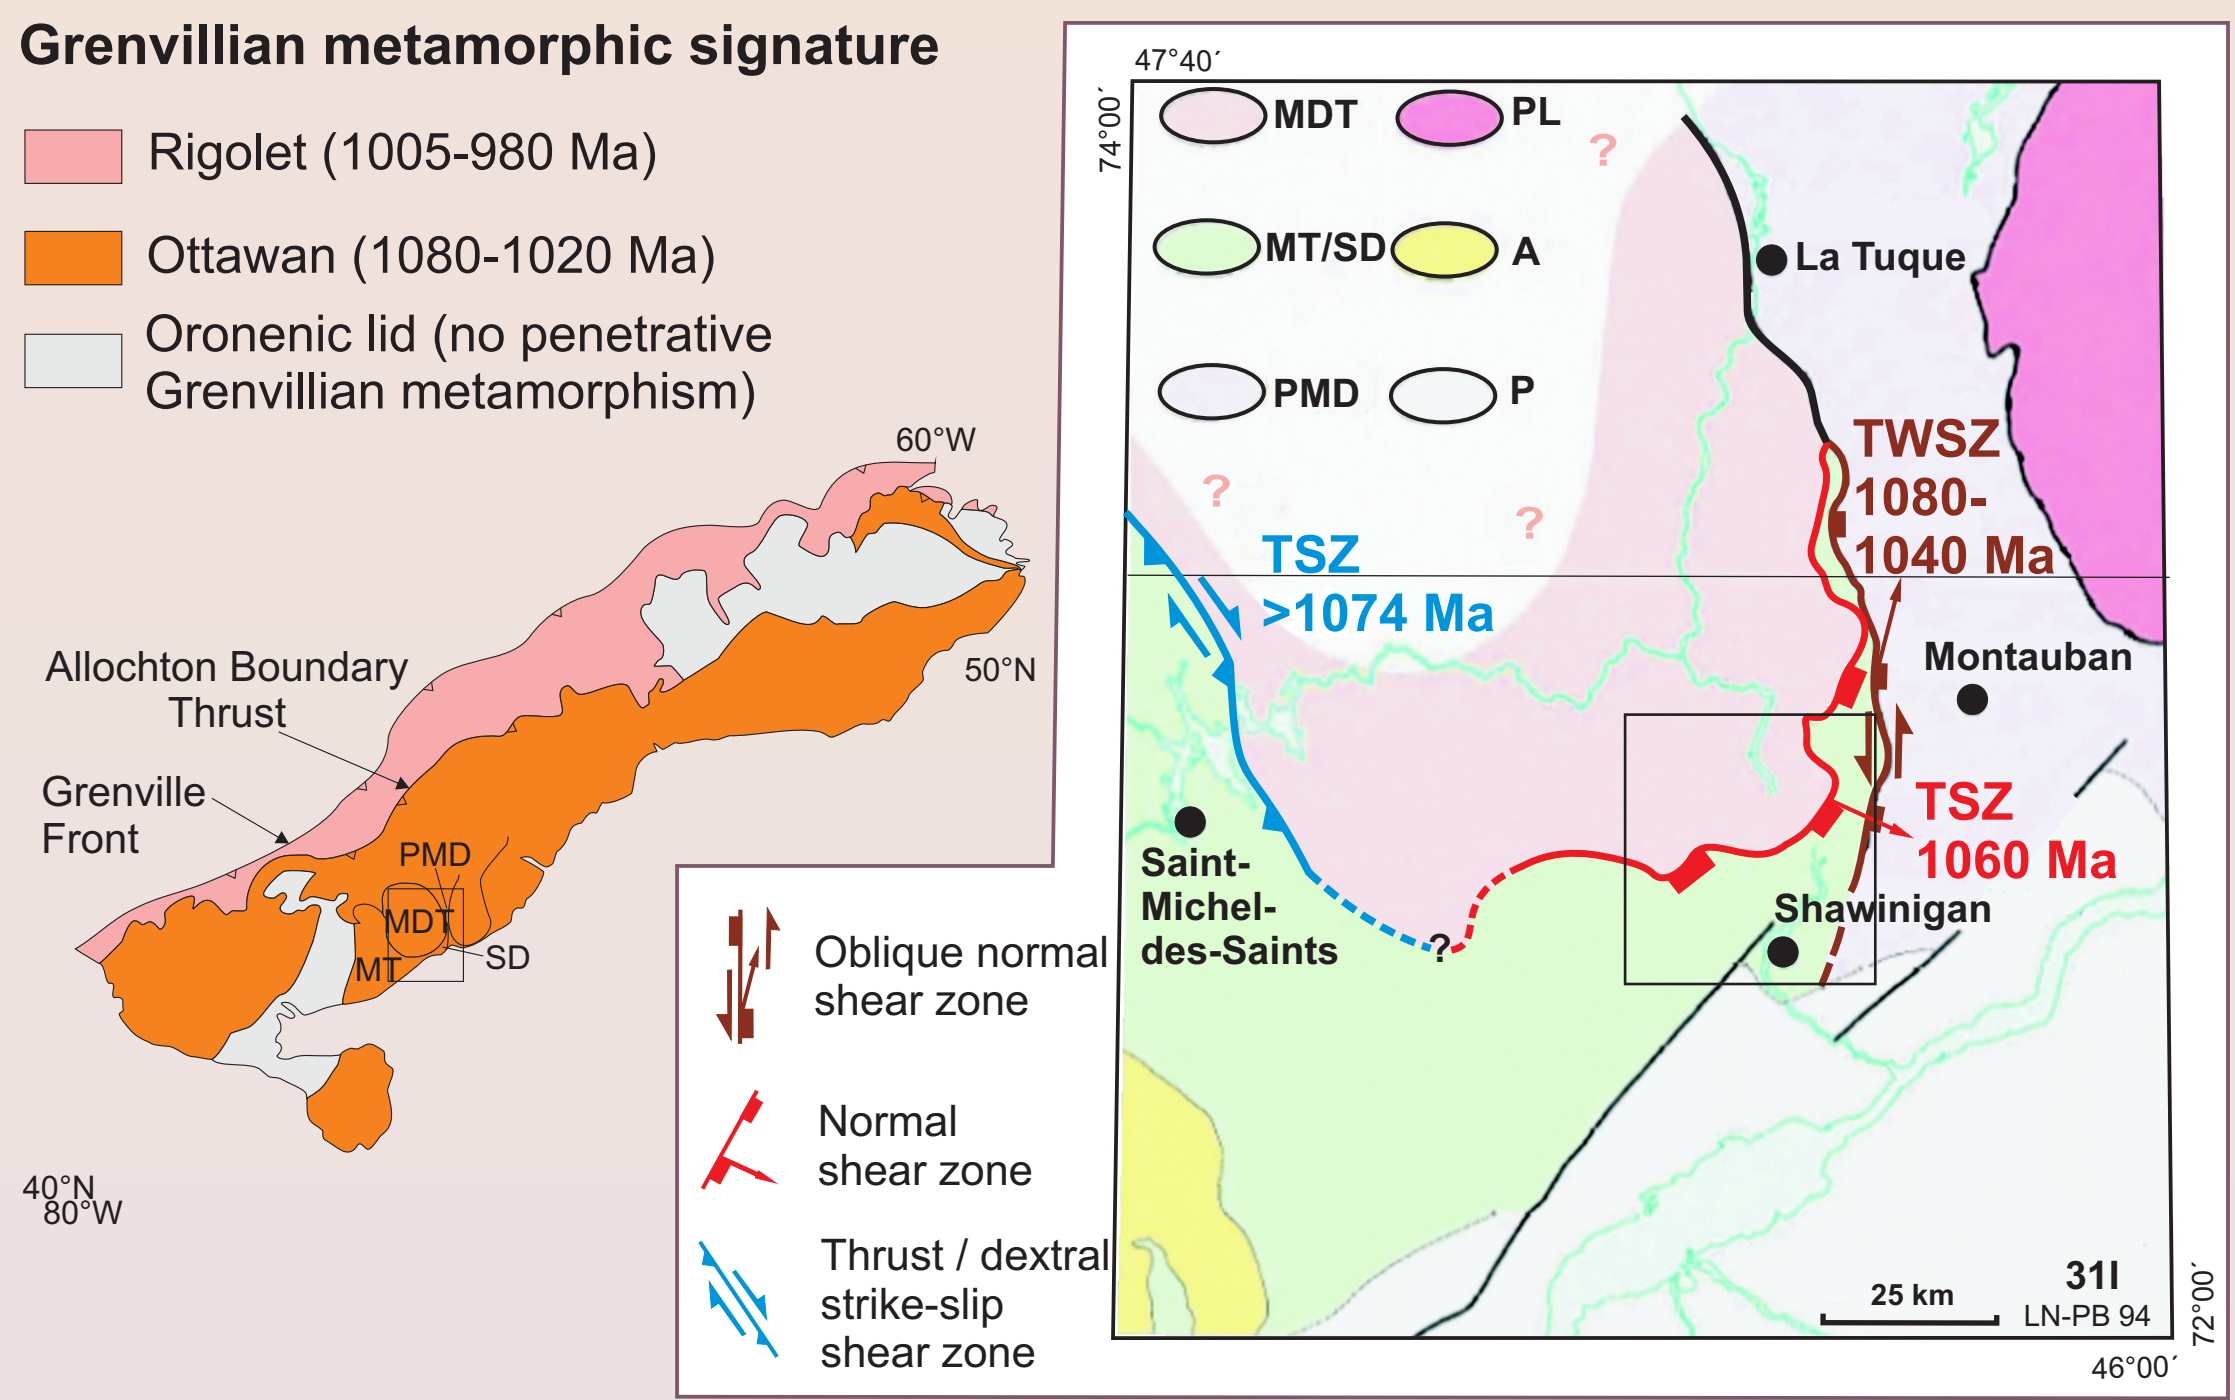 Grenvillian metamorphic signature
Rigolet (1005-980 Ma)
Ottawan (1080-1020 Ma)
Oronenic lid (no penetrative
Grenvillian metamorphism)
60°W
50°N
Allochton Boundary
Thrust
Grenville
Front
PMD
MDT
MT
SD
40°N
80°W
Oblique normal
shear zone
Normal
shear zone
Thrust / dextral
strike-slip
shear zone
47°40´
74°00´
MDT
PL
?
MT/SD
A
La Tuque
PMD
P
TWSZ
1080-
1040 Ma
?
?
TSZ
>1074 Ma
Montauban
TSZ
1060 Ma
Saint-
Michel-
des-Saints
?
Shawinigan
25 km
31I
LN-PB 94
72°00´
46°00´